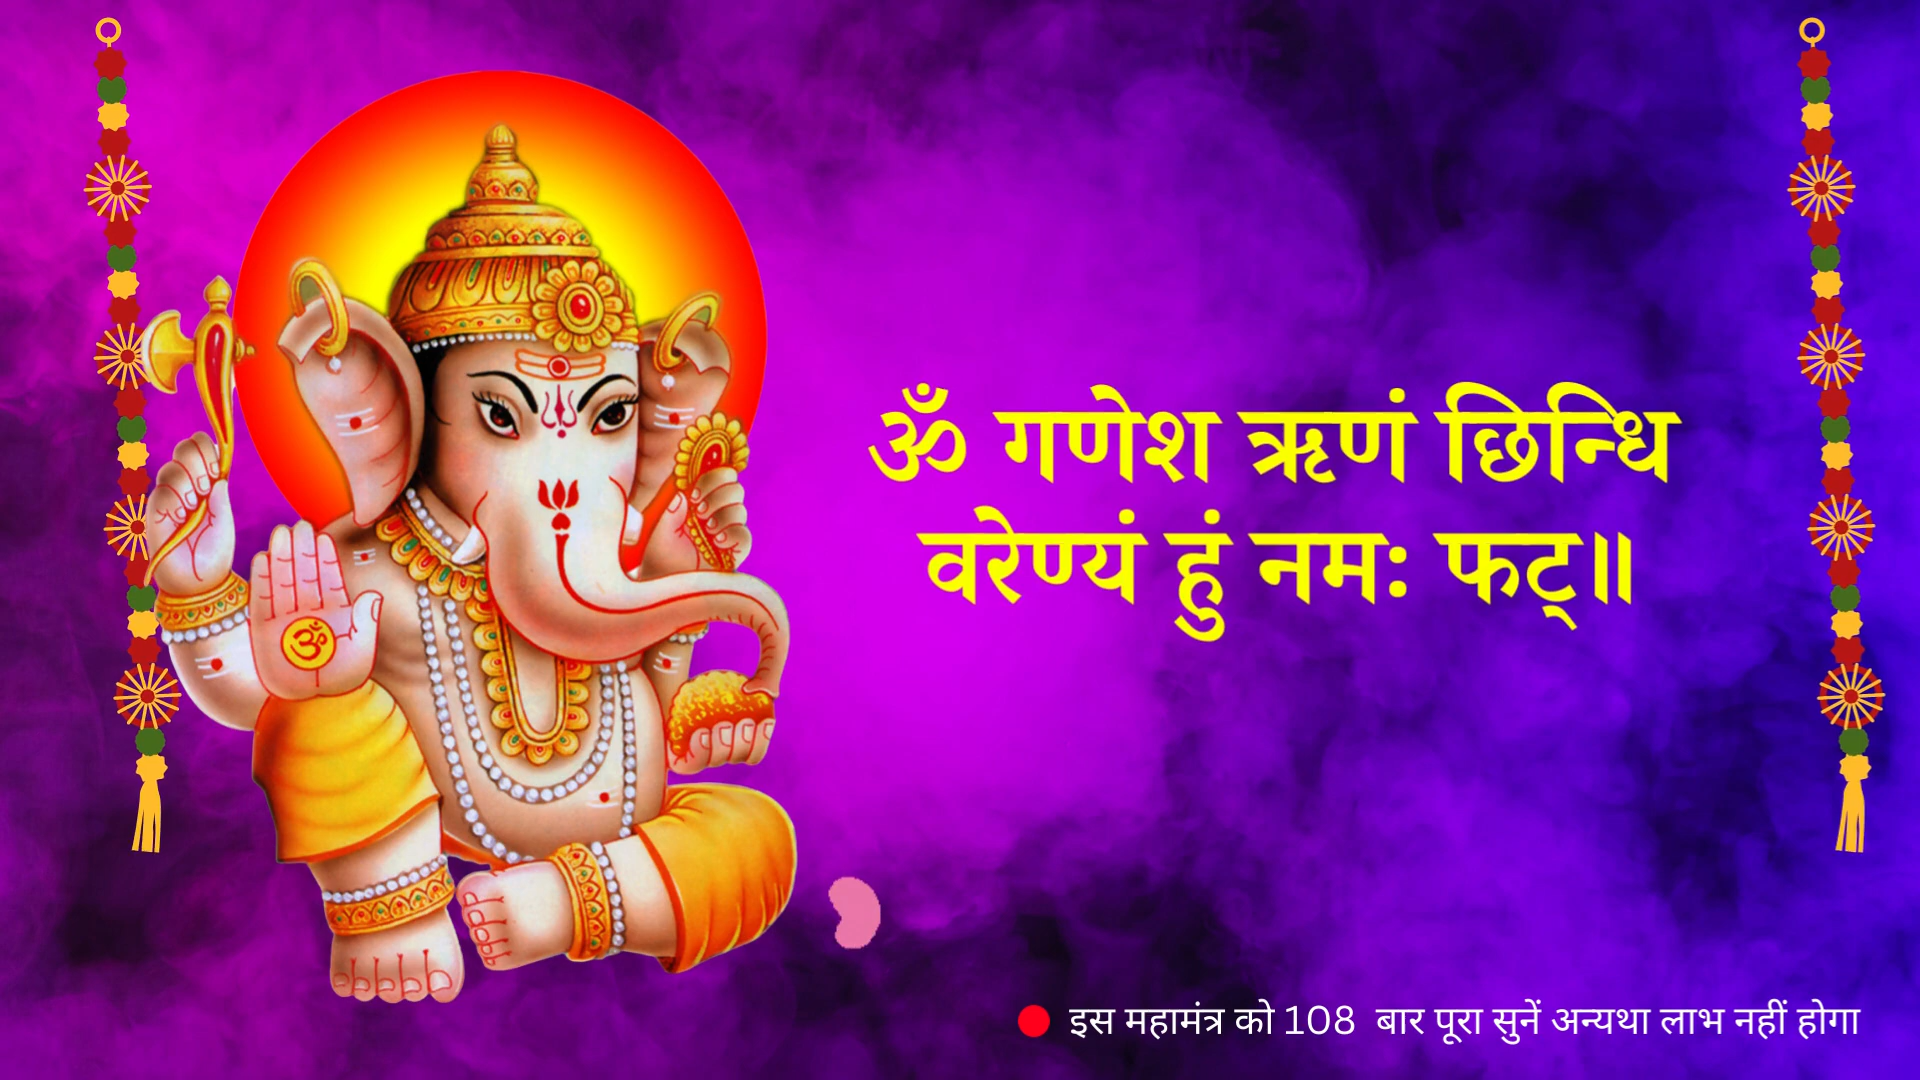 ॐ गणेश ऋणं छिन्धि
वरेण्यं हुं नमः फट्॥
ॐ
इस महामंत्र को 108 बार पूरा सुनें अन्यथा लाभ नहीं होगा